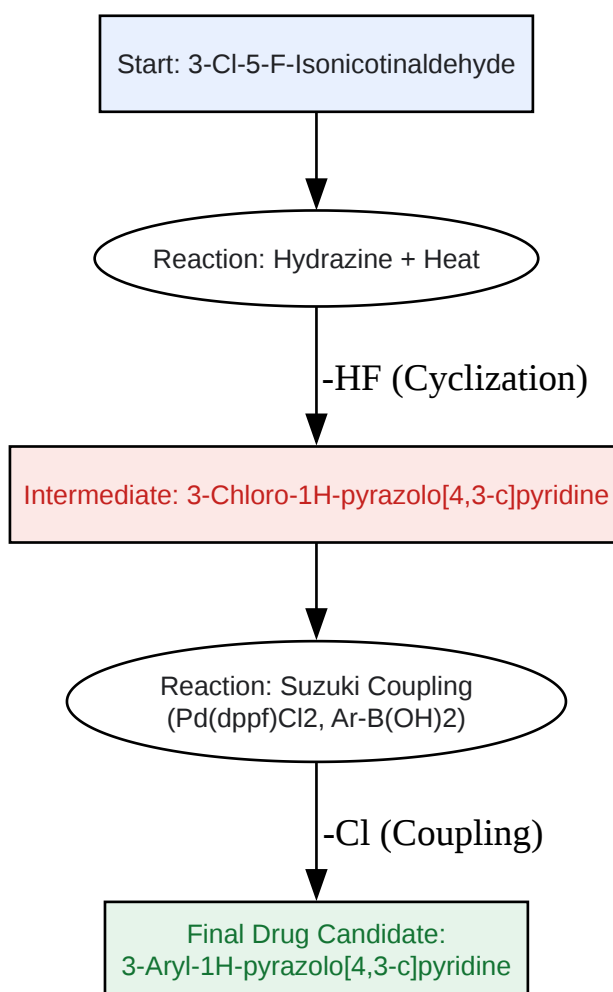 Start: 3-Cl-5-F-Isonicotinaldehyde
Reaction: Hydrazine + Heat
-HF (Cyclization)
Intermediate: 3-Chloro-1H-pyrazolo[4,3-c]pyridine
Reaction: Suzuki Coupling
(Pd(dppf)Cl2, Ar-B(OH)2)
-Cl (Coupling)
Final Drug Candidate:
3-Aryl-1H-pyrazolo[4,3-c]pyridine